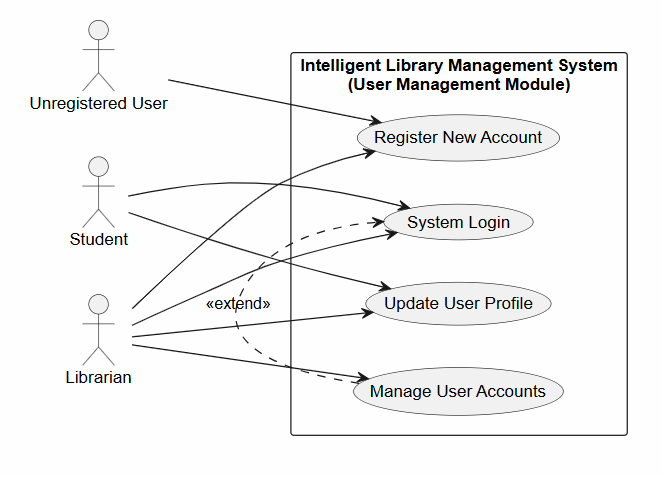 Intelligent Library Management System
(User Management Module)
Unregistered User
Register New Account
Student
System Login
«extend»
Update User Profile
Librarian
Manage User Accounts